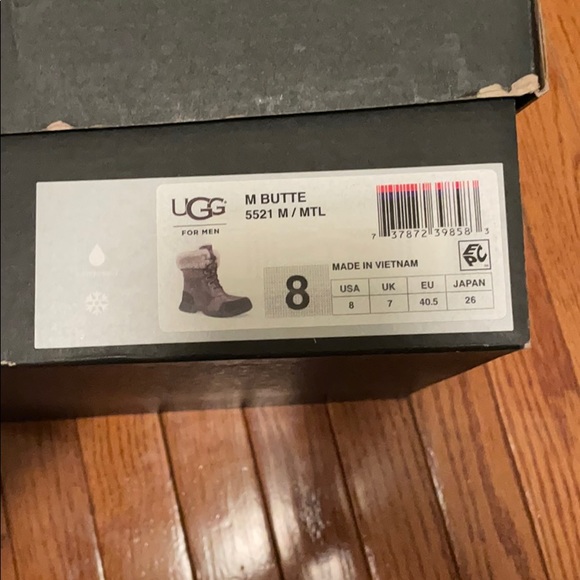 UGG
FOR MEN
M BUTTE
5521 M / MTL
7 37872 39858 3
8
MADE IN VIETNAM
EPC
USA UK EU JAPAN
8 7 40.5 26